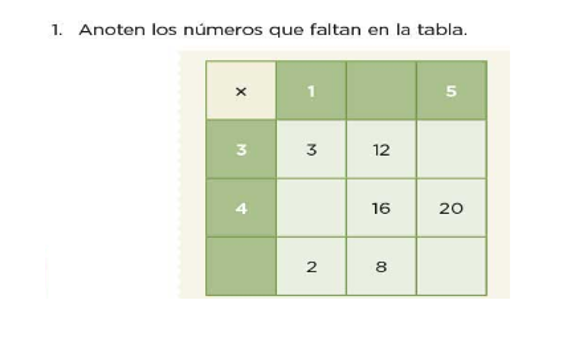 1. Anoten los números que faltan en la tabla.
× 1 5
3 3 12
4 16 20
2 8